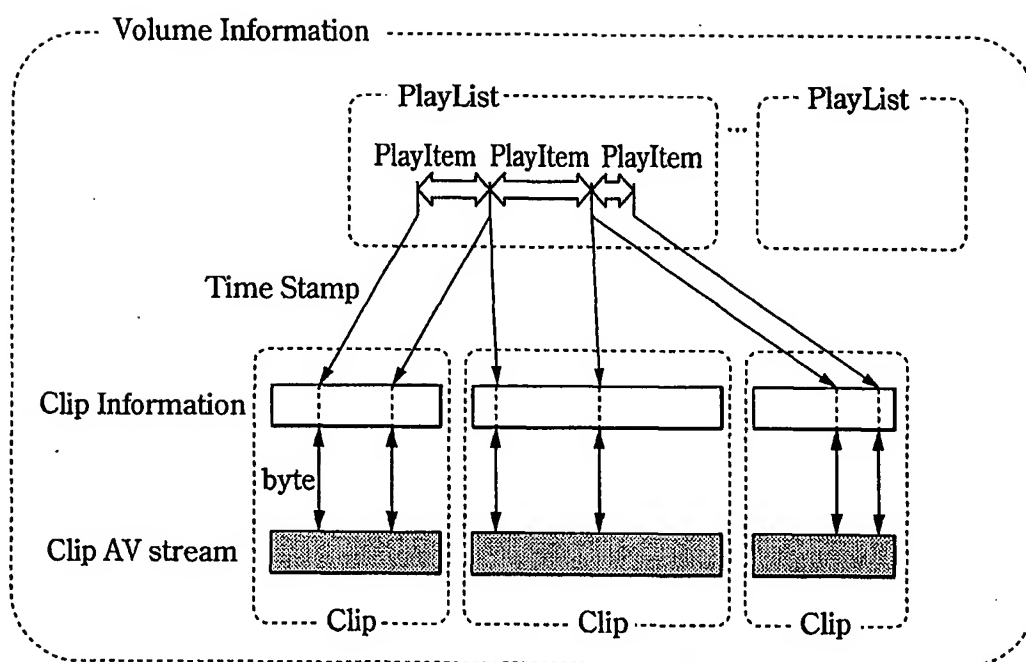 Volume Information
PlayList
...
PlayList
PlayItem PlayItem PlayItem
Time Stamp
Clip Information
byte
Clip AV stream
Clip
Clip
Clip